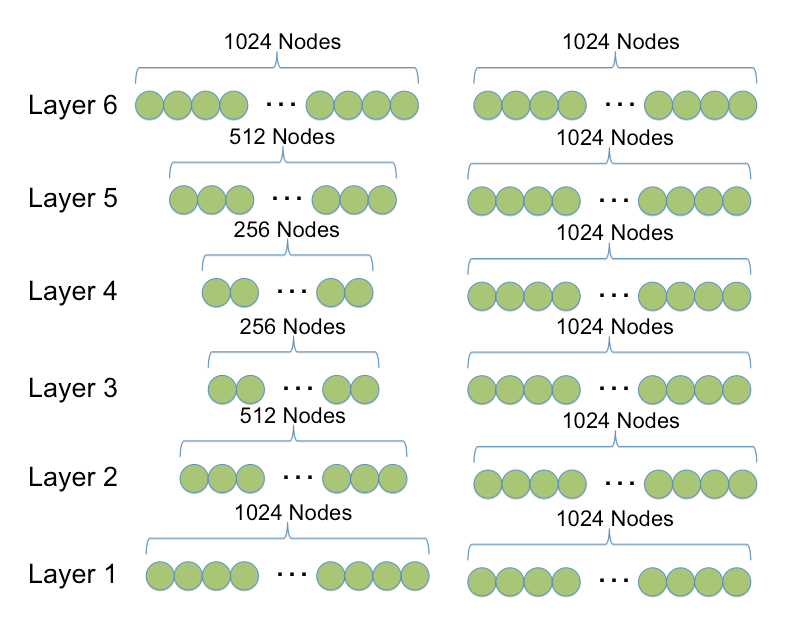 1024 Nodes 1024 Nodes
Layer 6
512 Nodes 1024 Nodes
Layer 5
256 Nodes 1024 Nodes
Layer 4
256 Nodes 1024 Nodes
Layer 3
512 Nodes 1024 Nodes
Layer 2
1024 Nodes 1024 Nodes
Layer 1